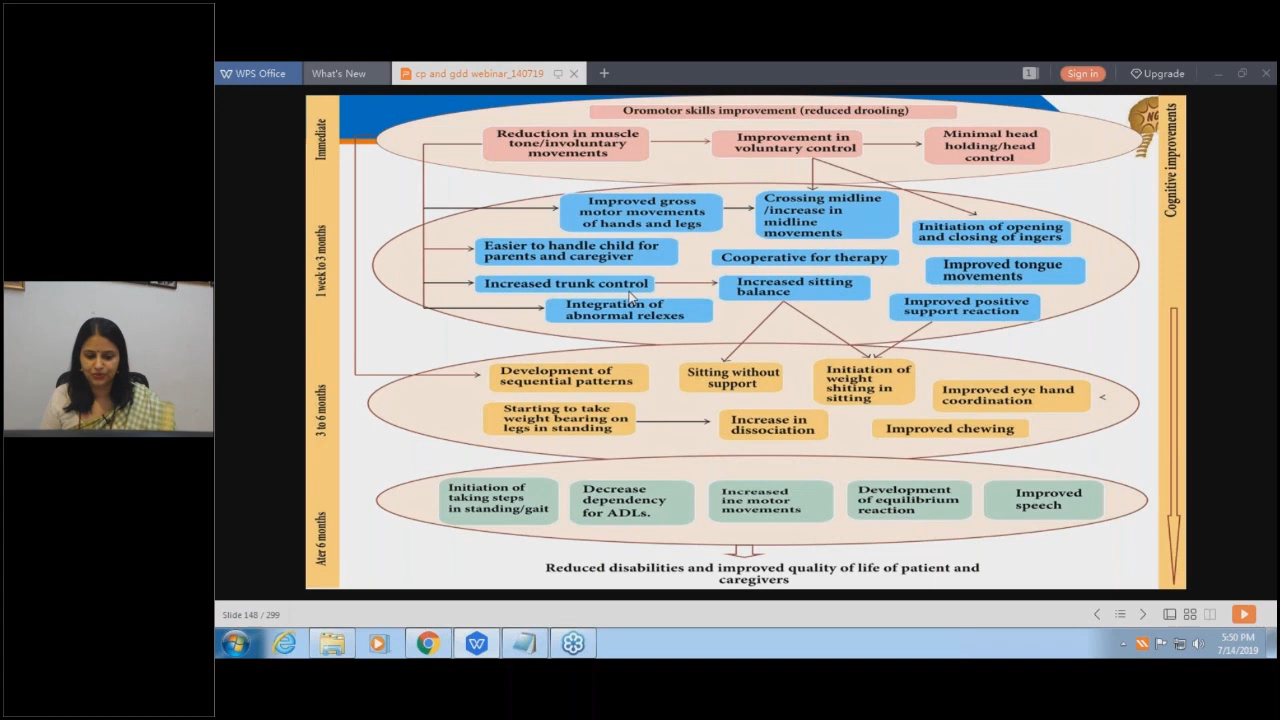 WPS Office
What's New
cp and gdd webinar_140719
1
Sign in
Upgrade
Immediate
Oromotor skills improvement (reduced drooling)
Reduction in muscle
tone/involuntary
movements
Improvement in
voluntary control
Minimal head
holding/head
control
NG
Cognitive improvements
1 week to 3 months
Improved gross
motor movements
of hands and legs
Crossing midline
/increase in
midline
movements
Initiation of opening
and closing of ingers
Easier to handle child for
parents and caregiver
Cooperative for therapy
Improved tongue
movements
Increased trunk control
Increased sitting
balance
Integration of
abnormal relexes
Improved positive
support reaction
3 to 6 months
Development of
sequential patterns
Sitting without
support
Initiation of
weight
shiting in
sitting
Improved eye hand
coordination
<
Starting to take
weight bearing on
legs in standing
Increase in
dissociation
Improved chewing
Ater 6 months
Initiation of
taking steps
in standing/gait
Decrease
dependency
for ADLs.
Increased
ine motor
movements
Development
of equilibrium
reaction
Improved
speech
Reduced disabilities and improved quality of life of patient and
caregivers
Slide 148 / 299
5:50 PM
7/14/2019